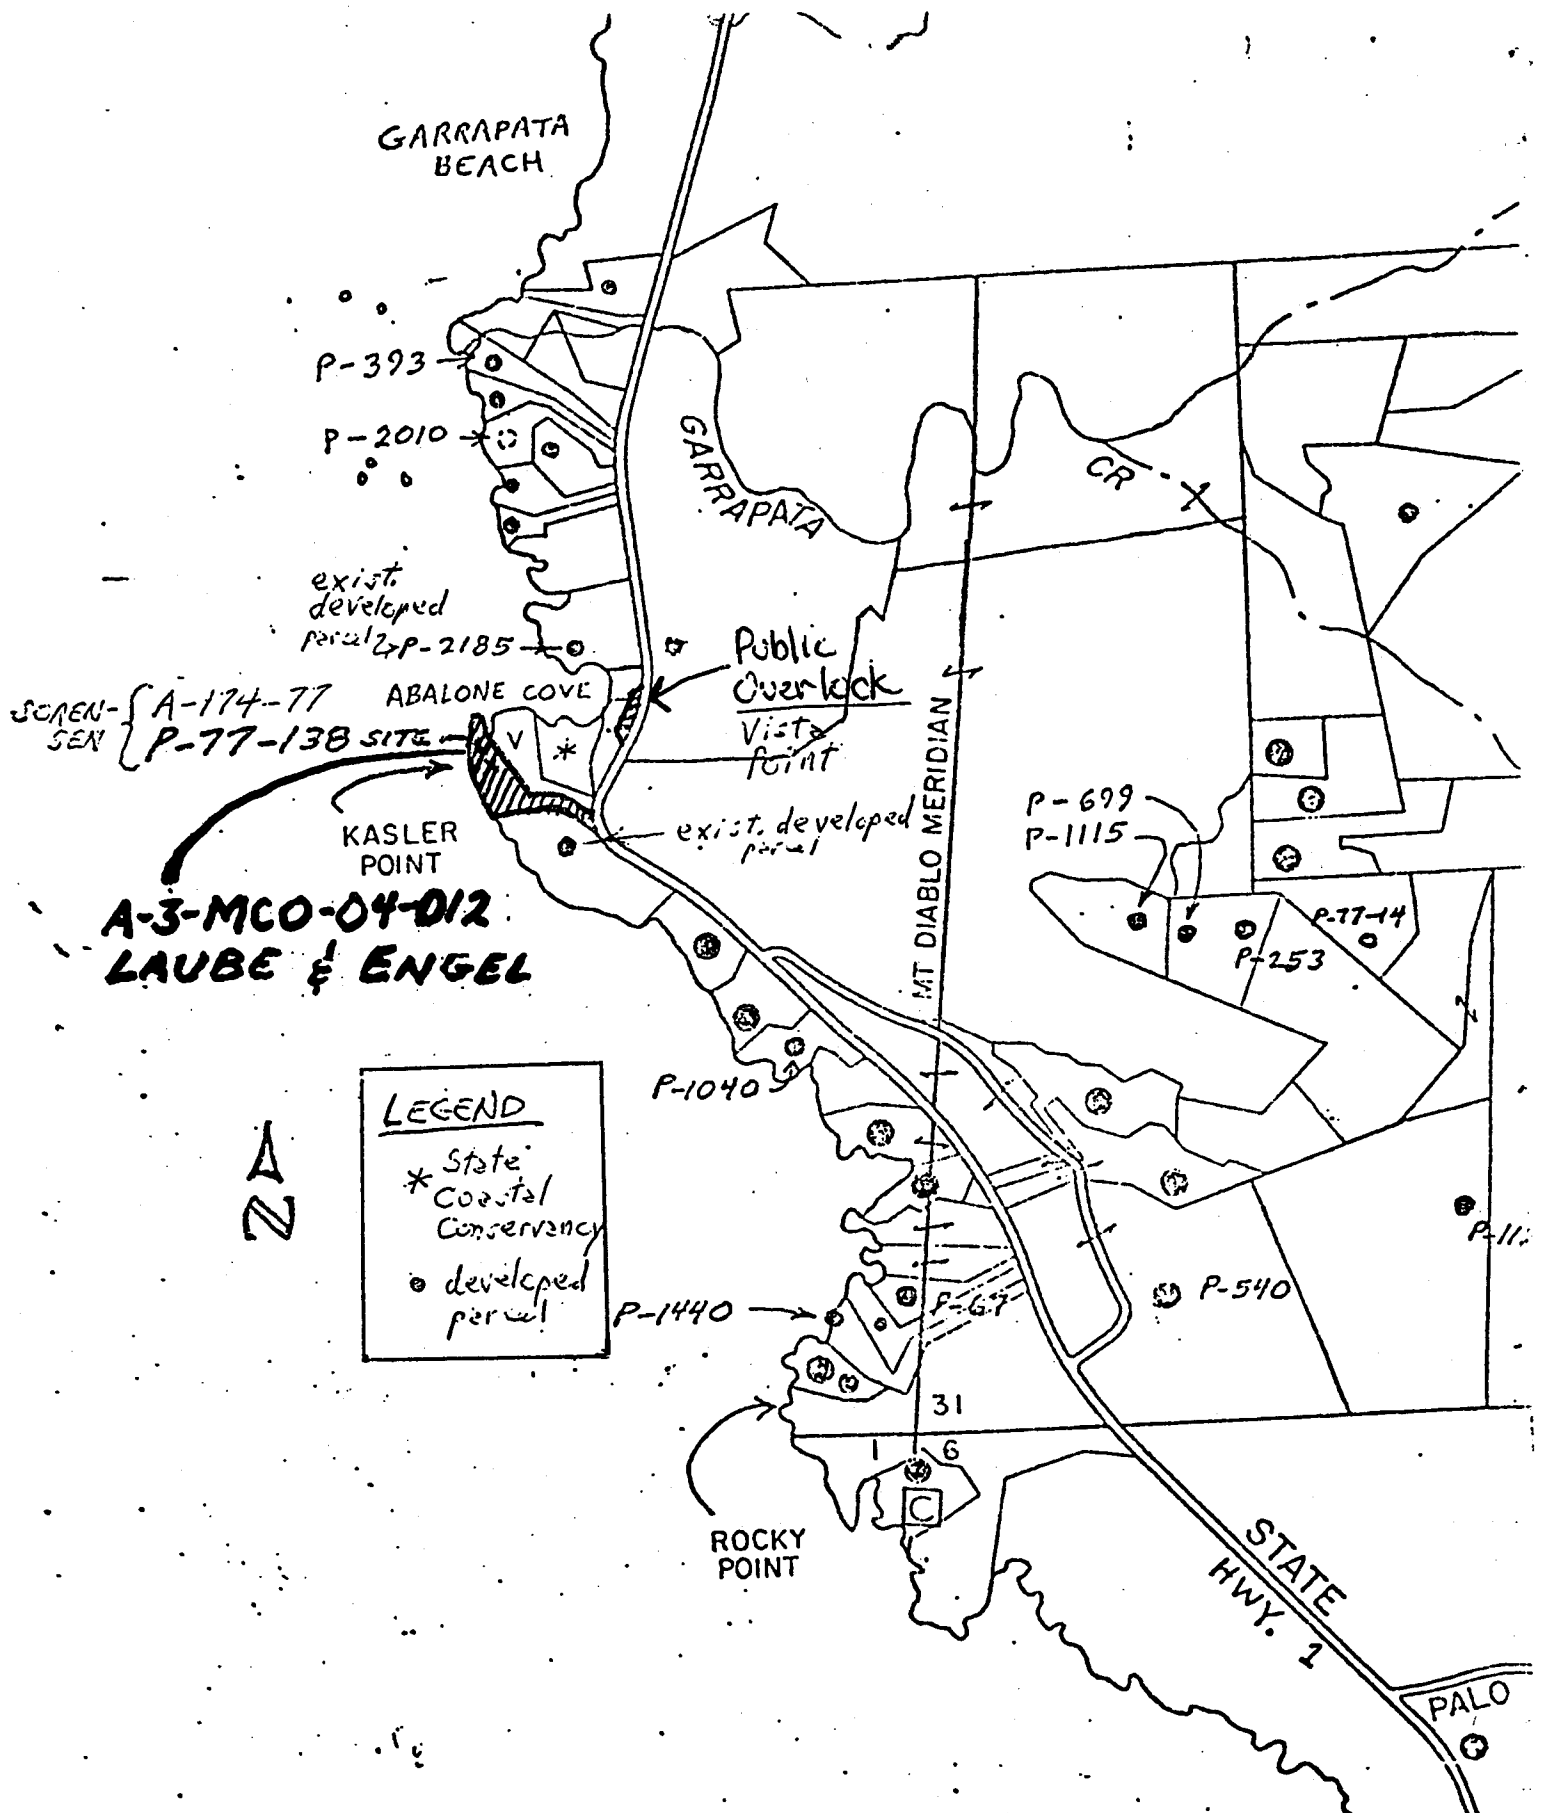 GARRAPATA
BEACH
P-393
P-2010
GARRAPATA
CR
exist.
developed
parcel P-2185
Public
Overlook
Vista
Point
SOREN-
SEN
A-174-77
P-77-138 SITE
ABALONE COVE
V
*
KASLER
POINT
exist. developed
parcel
MT DIABLO MERIDIAN
P-699
P-1115
P-77-14
P-253
A-3-MCO-04-012
LAUBE & ENGEL
P-1040
LEGEND
* State
Coastal
Conservancy
developed
parcel
N
P-1440
P-67
P-540
P-11
31
1
6
C
ROCKY
POINT
STATE
HWY. 1
PALO